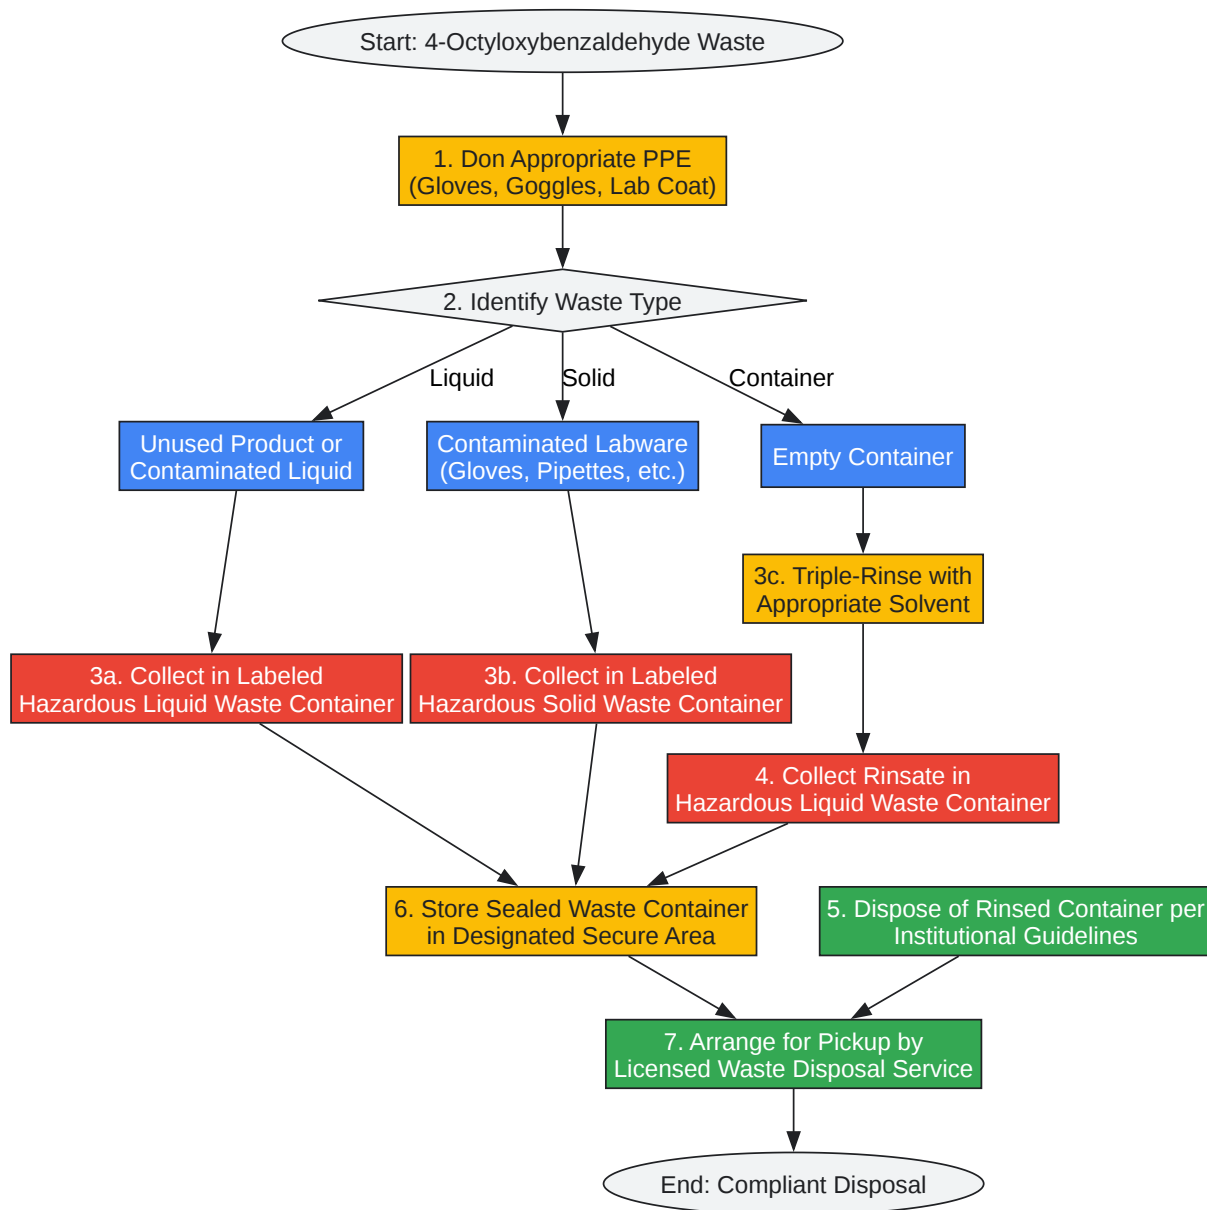 Start: 4-Octyloxybenzaldehyde Waste
1. Don Appropriate PPE
(Gloves, Goggles, Lab Coat)
2. Identify Waste Type
Liquid
Solid
Container
Unused Product or
Contaminated Liquid
Contaminated Labware
(Gloves, Pipettes, etc.)
Empty Container
3c. Triple-Rinse with
Appropriate Solvent
3a. Collect in Labeled
Hazardous Liquid Waste Container
3b. Collect in Labeled
Hazardous Solid Waste Container
4. Collect Rinsate in
Hazardous Liquid Waste Container
6. Store Sealed Waste Container
in Designated Secure Area
5. Dispose of Rinsed Container per
Institutional Guidelines
7. Arrange for Pickup by
Licensed Waste Disposal Service
End: Compliant Disposal